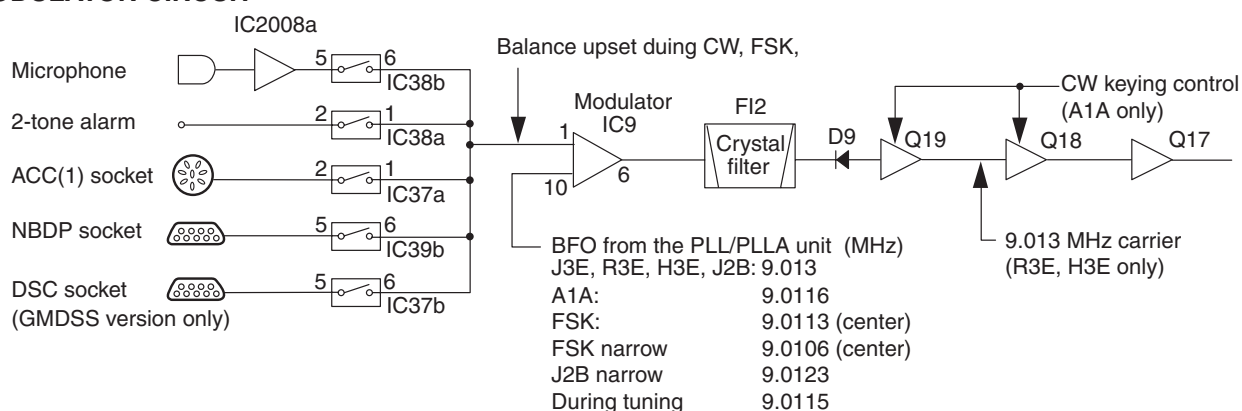 IC2008a
Balance upset duing CW, FSK,
Microphone
5 6
IC38b
2-tone alarm
2 1
IC38a
ACC(1) socket
2 1
IC37a
NBDP socket
5 6
IC39b
DSC socket
(GMDSS version only)
5 6
IC37b
Modulator
IC9
1
10
6
FI2
Crystal
filter
D9
Q19
Q18
Q17
CW keying control
(A1A only)
9.013 MHz carrier
(R3E, H3E only)
BFO from the PLL/PLLA unit (MHz)
J3E, R3E, H3E, J2B: 9.013
A1A: 9.0116
FSK: 9.0113 (center)
FSK narrow 9.0106 (center)
J2B narrow 9.0123
During tuning 9.0115